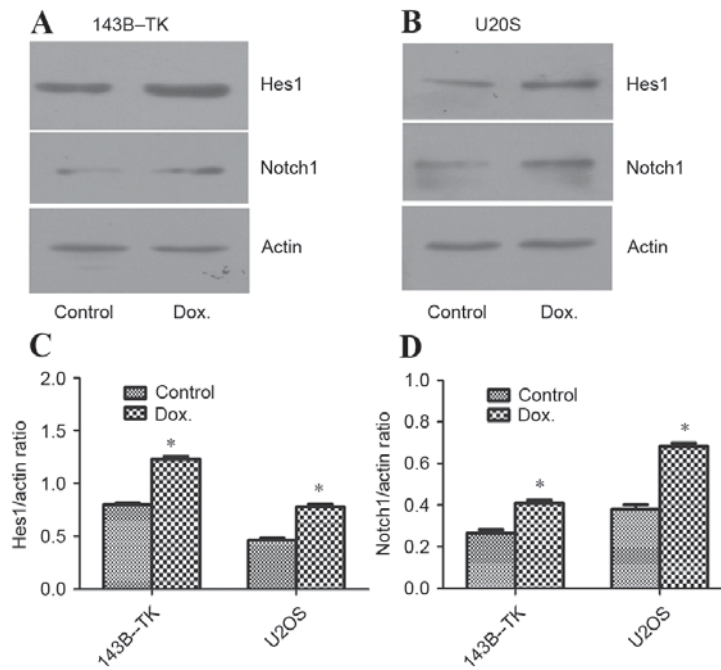 A 143B–TK
Hes1
Notch1
Actin
Control Dox.
B U20S
Hes1
Notch1
Actin
Control Dox.
C
Hes1/actin ratio
2.0
1.5
1.0
0.5
0.0
Control
Dox.
*
*
143B–TK
U2OS
D
Notch1/actin ratio
1.0
0.8
0.6
0.4
0.2
0.0
Control
Dox.
*
*
143B–TK
U2OS